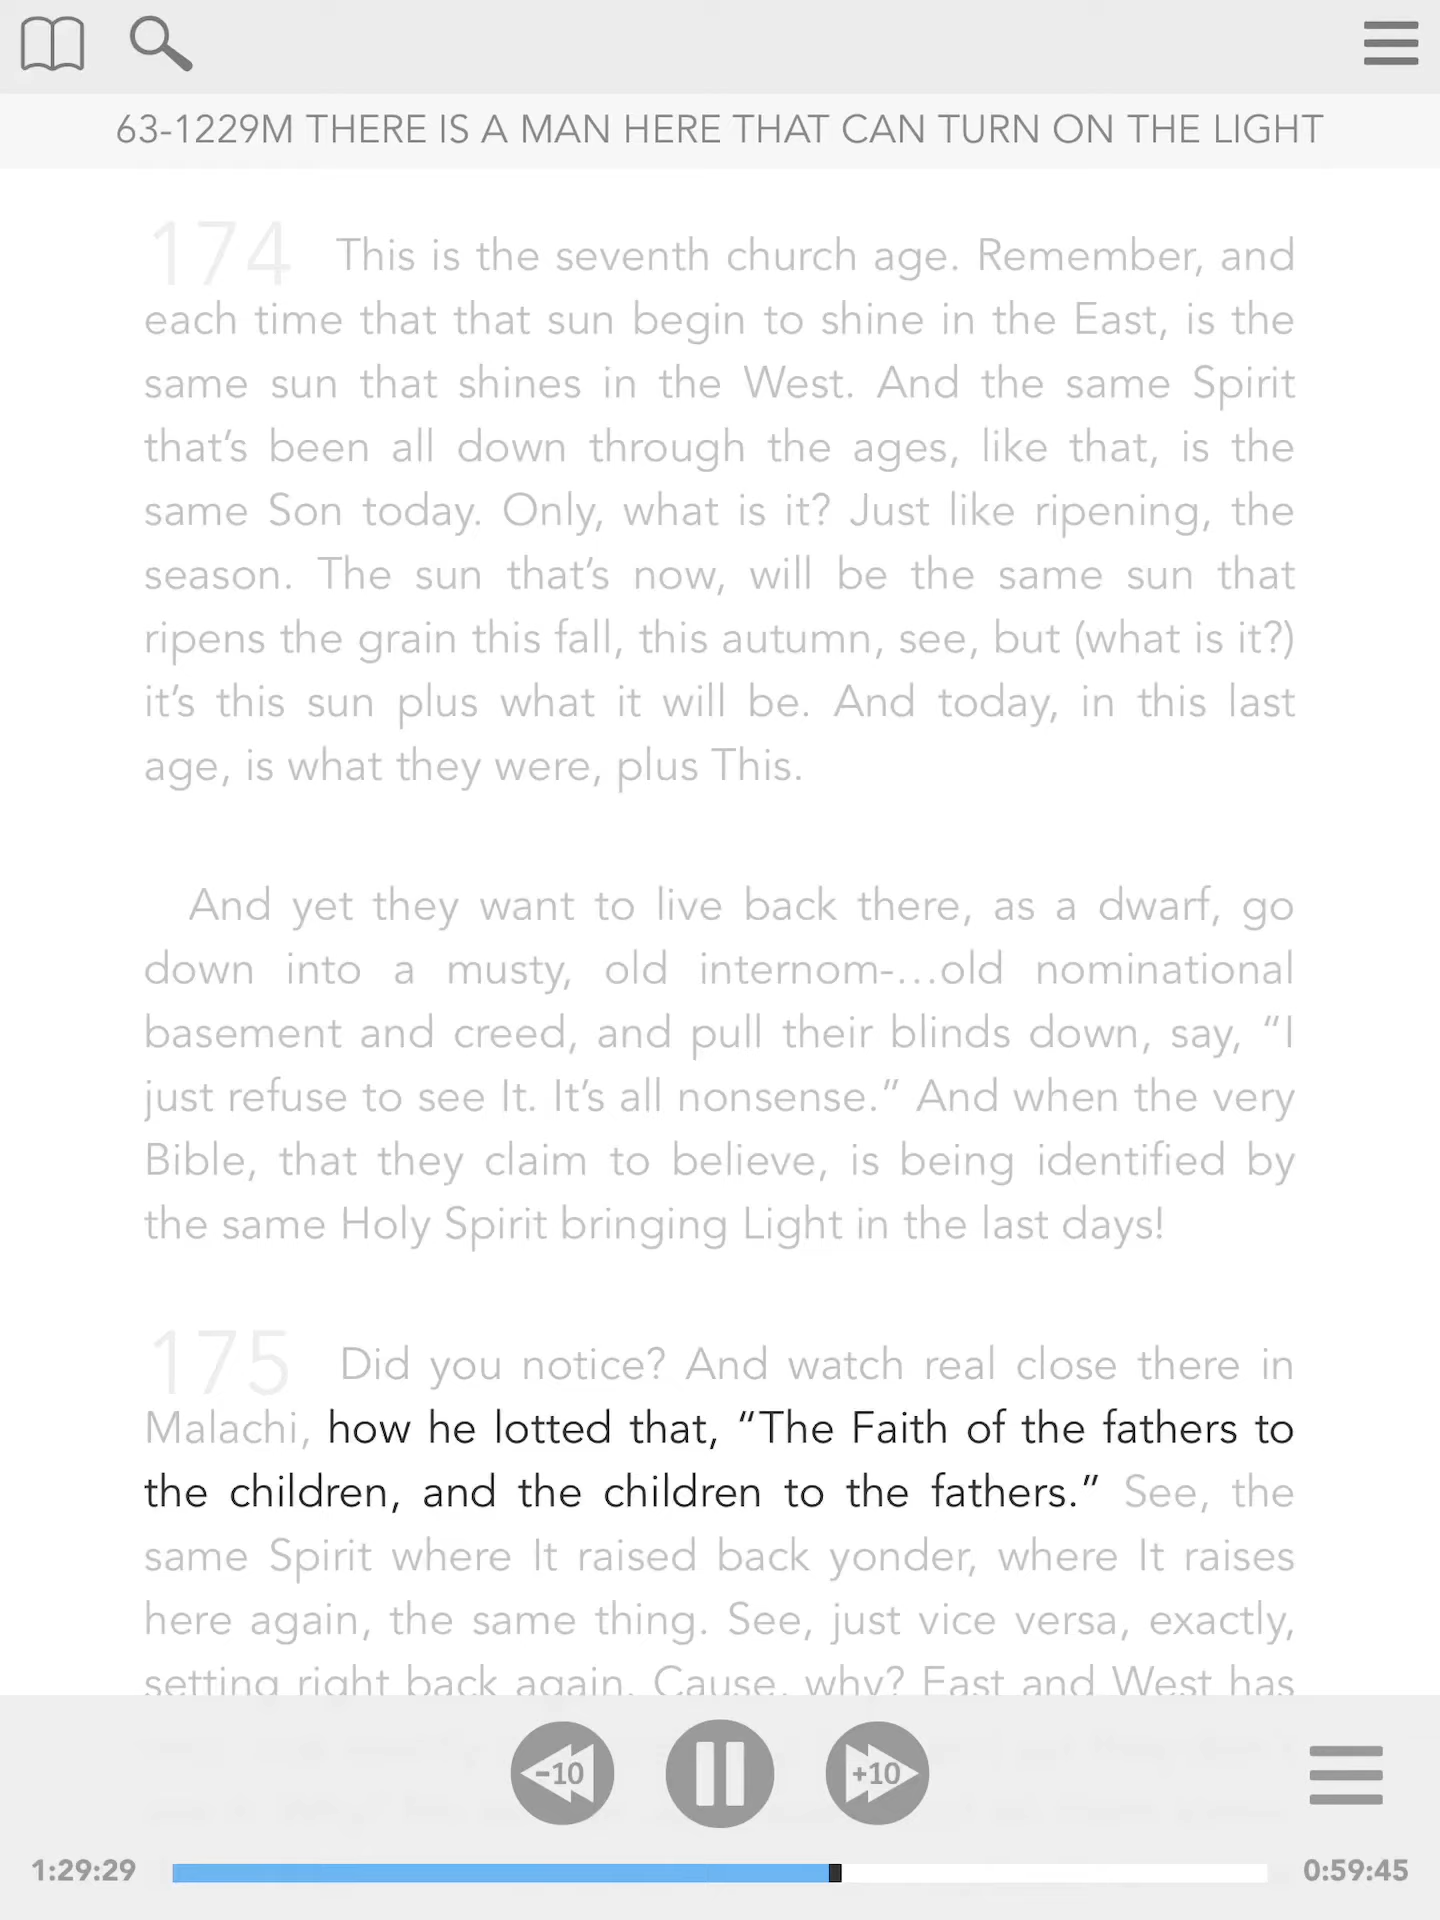 63-1229M THERE IS A MAN HERE THAT CAN TURN ON THE LIGHT
174 This is the seventh church age. Remember, and
each time that that sun begin to shine in the East, is the
same sun that shines in the West. And the same Spirit
that’s been all down through the ages, like that, is the
same Son today. Only, what is it? Just like ripening, the
season. The sun that’s now, will be the same sun that
ripens the grain this fall, this autumn, see, but (what is it?)
it’s this sun plus what it will be. And today, in this last
age, is what they were, plus This.
And yet they want to live back there, as a dwarf, go
down into a musty, old internom-…old nominational
basement and creed, and pull their blinds down, say, “I
just refuse to see It. It’s all nonsense.” And when the very
Bible, that they claim to believe, is being identified by
the same Holy Spirit bringing Light in the last days!
175 Did you notice? And watch real close there in
Malachi, how he lotted that, “The Faith of the fathers to
the children, and the children to the fathers.” See, the
same Spirit where It raised back yonder, where It raises
here again, the same thing. See, just vice versa, exactly,
setting right back again. Cause, why? East and West has
-10 +10
1:29:29 0:59:45